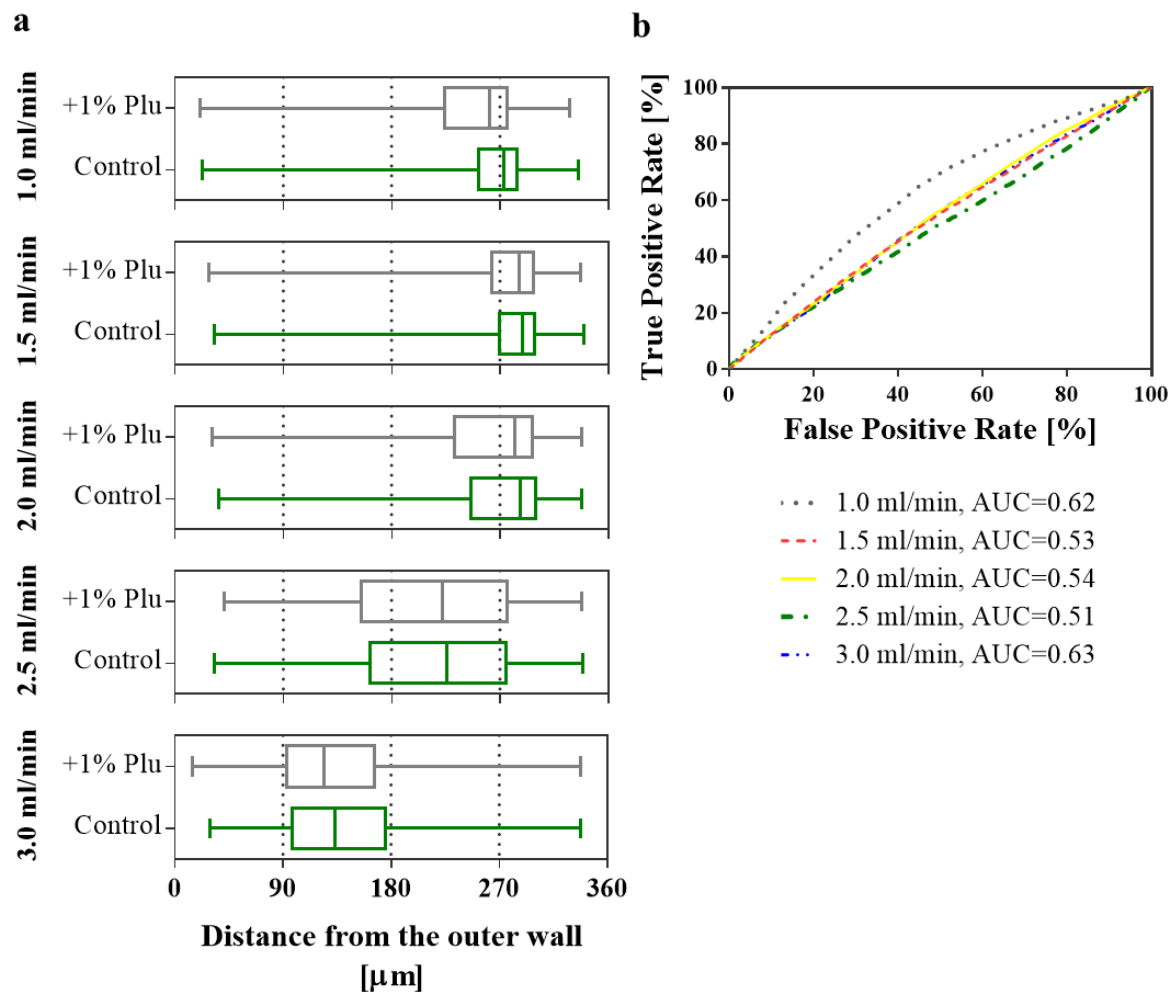 a
1.0 ml/min
+1% Plu
Control
1.5 ml/min
+1% Plu
Control
2.0 ml/min
+1% Plu
Control
2.5 ml/min
+1% Plu
Control
3.0 ml/min
+1% Plu
Control
0 90 180 270 360
Distance from the outer wall
[μm]
b
True Positive Rate [%]
100
80
60
40
20
0
0 20 40 60 80 100
False Positive Rate [%]
1.0 ml/min, AUC=0.62
1.5 ml/min, AUC=0.53
2.0 ml/min, AUC=0.54
2.5 ml/min, AUC=0.51
3.0 ml/min, AUC=0.63